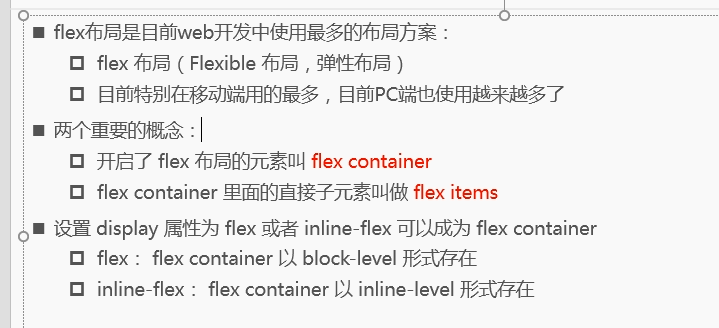 flex布局是目前web开发中使用最多的布局方案：
flex 布局（Flexible 布局，弹性布局）
目前特别在移动端用的最多，目前PC端也使用越来越多了
两个重要的概念：
开启了 flex 布局的元素叫 flex container
flex container 里面的直接子元素叫做 flex items
设置 display 属性为 flex 或者 inline-flex 可以成为 flex container
flex： flex container 以 block-level 形式存在
inline-flex： flex container 以 inline-level 形式存在